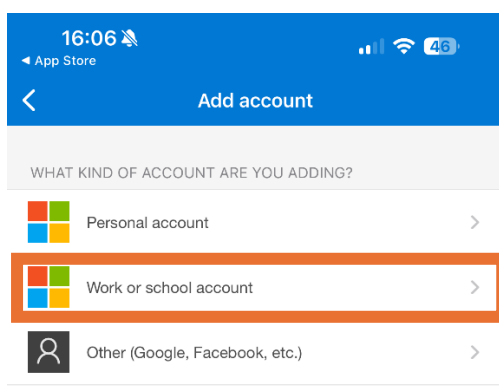 16:06
46
◄ App Store
Add account
WHAT KIND OF ACCOUNT ARE YOU ADDING?
Personal account
Work or school account
Other (Google, Facebook, etc.)